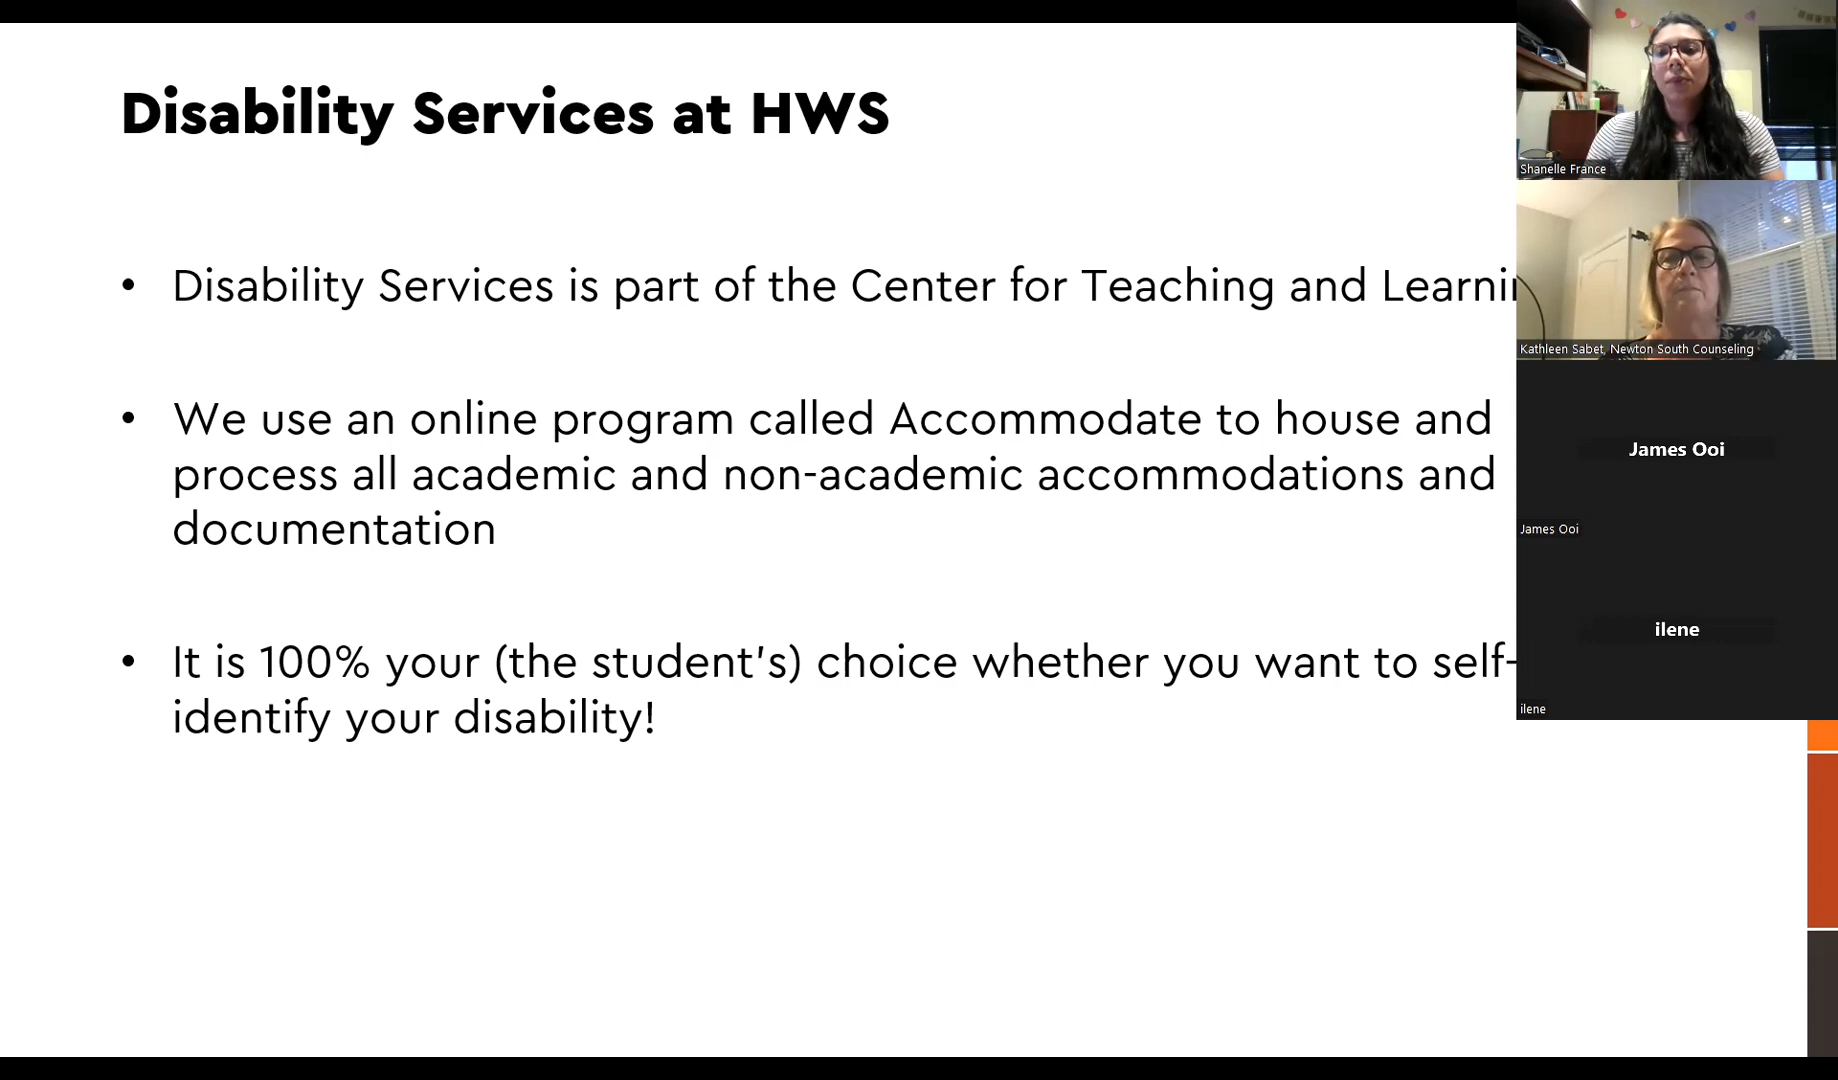 Disability Services at HWS
• Disability Services is part of the Center for Teaching and
• We use an online program called Accommodate to house and
process all academic and non-academic accommodations and
documentation
• It is 100% your (the student's) choice whether you want to self-
identify your disability!
Shanelle France
Kathleen Sabet, Newton South Counseling
James Ooi
James Ooi
ilene
ilene